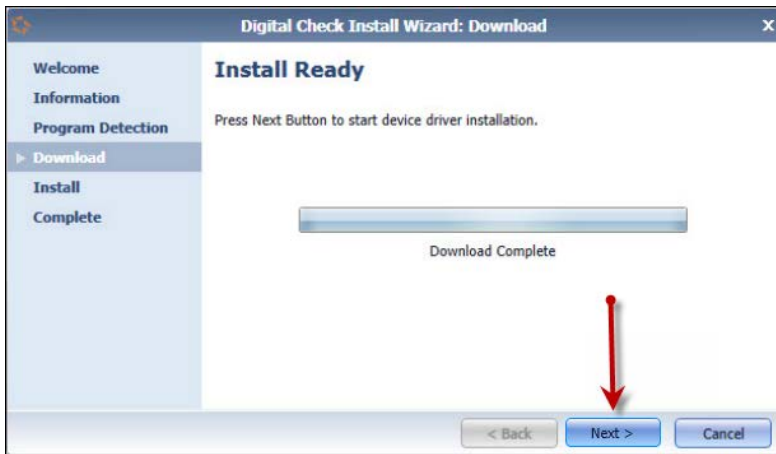 Digital Check Install Wizard: Download
X
Welcome
Information
Program Detection
Download
Install
Complete
Install Ready
Press Next Button to start device driver installation.
Download Complete
< Back
Next >
Cancel